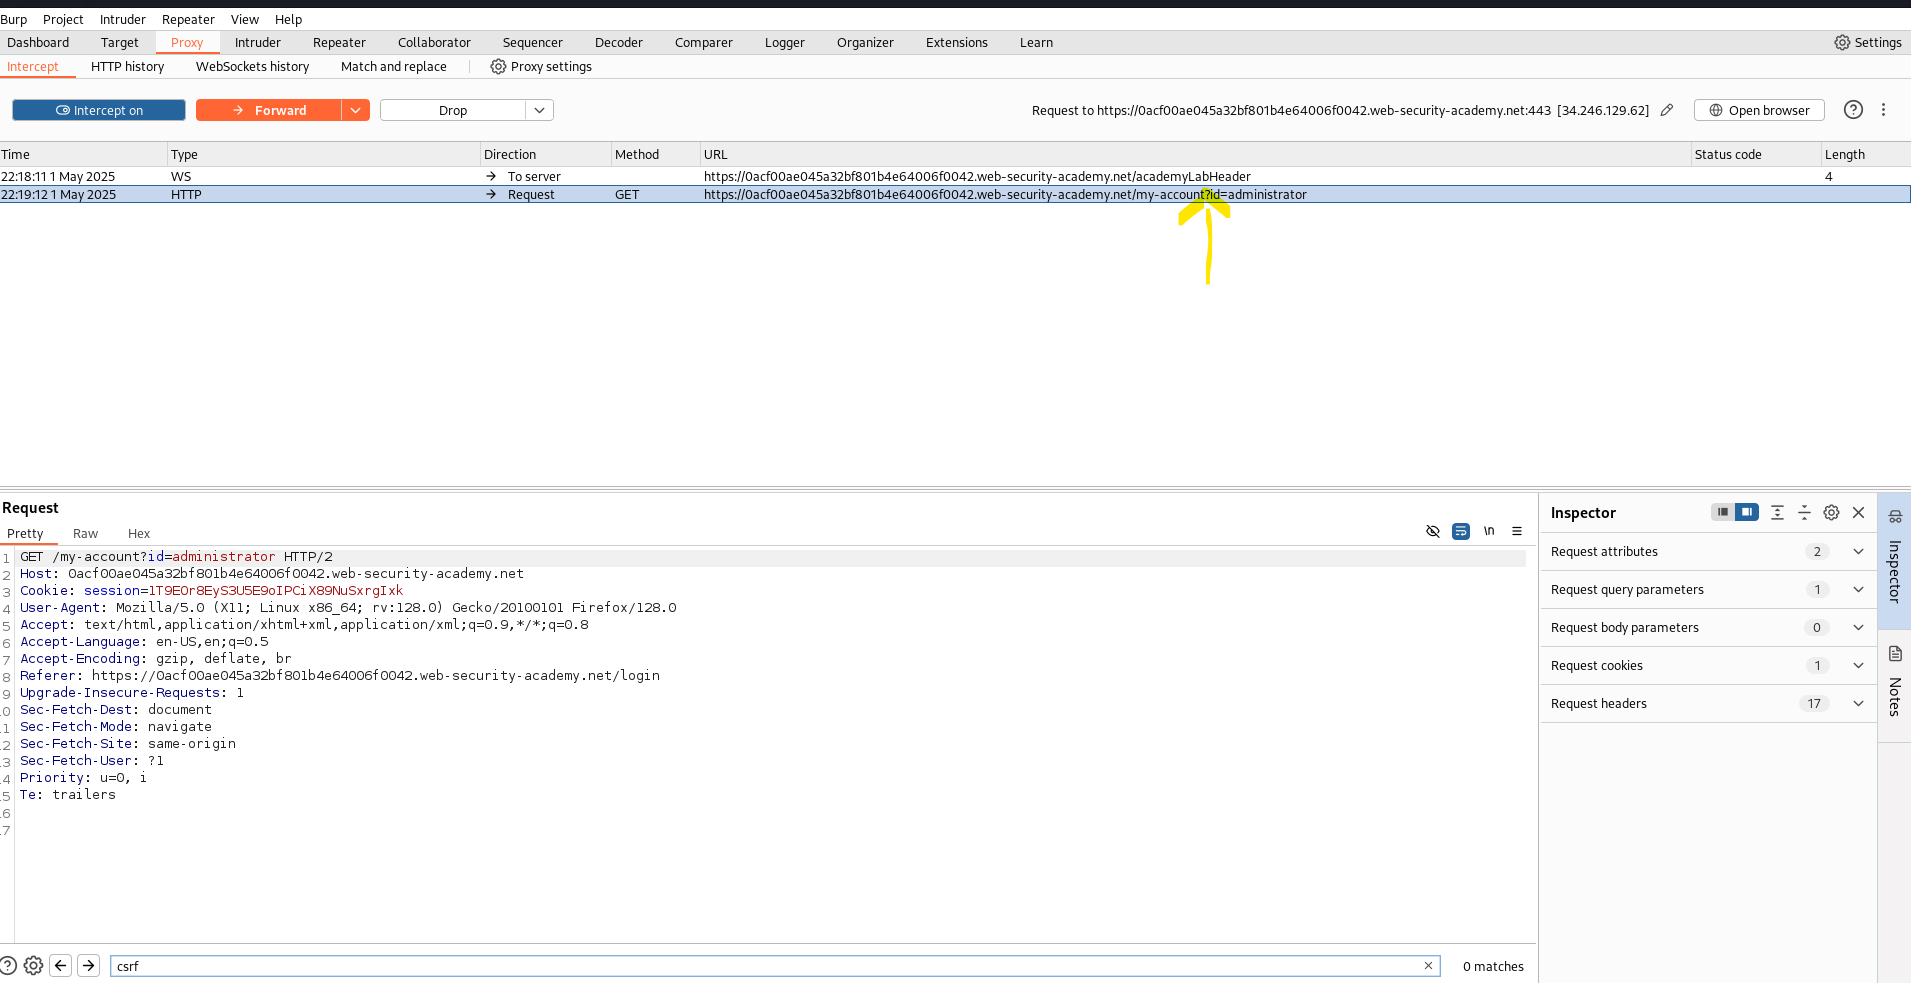 Burp Project Intruder Repeater View Help
Dashboard Target Proxy Intruder Repeater Collaborator Sequencer Decoder Comparer Logger Organizer Extensions Learn Settings
Intercept HTTP history WebSockets history Match and replace Proxy settings
Intercept on Forward Drop Request to https://0acf00ae045a32bf801b4e64006f0042.web-security-academy.net:443 [34.246.129.62] Open browser
Time Type Direction Method URL Status code Length
22:18:11 1 May 2025 WS → To server https://0acf00ae045a32bf801b4e64006f0042.web-security-academy.net/academyLabHeader 4
22:19:12 1 May 2025 HTTP → Request GET https://0acf00ae045a32bf801b4e64006f0042.web-security-academy.net/my-account?id=administrator
Request
Pretty Raw Hex \n
1 GET /my-account?id=administrator HTTP/2
2 Host: 0acf00ae045a32bf801b4e64006f0042.web-security-academy.net
3 Cookie: session=1T9EOr8EyS3U5E9oIPCiX89NuSxrgIxk
4 User-Agent: Mozilla/5.0 (X11; Linux x86_64; rv:128.0) Gecko/20100101 Firefox/128.0
5 Accept: text/html,application/xhtml+xml,application/xml;q=0.9,*/*;q=0.8
6 Accept-Language: en-US,en;q=0.5
7 Accept-Encoding: gzip, deflate, br
8 Referer: https://0acf00ae045a32bf801b4e64006f0042.web-security-academy.net/login
9 Upgrade-Insecure-Requests: 1
0 Sec-Fetch-Dest: document
1 Sec-Fetch-Mode: navigate
2 Sec-Fetch-Site: same-origin
3 Sec-Fetch-User: ?1
4 Priority: u=0, i
5 Te: trailers
6
7
csrf 0 matches
Inspector
Request attributes 2
Request query parameters 1
Request body parameters 0
Request cookies 1
Request headers 17
Inspector
Notes